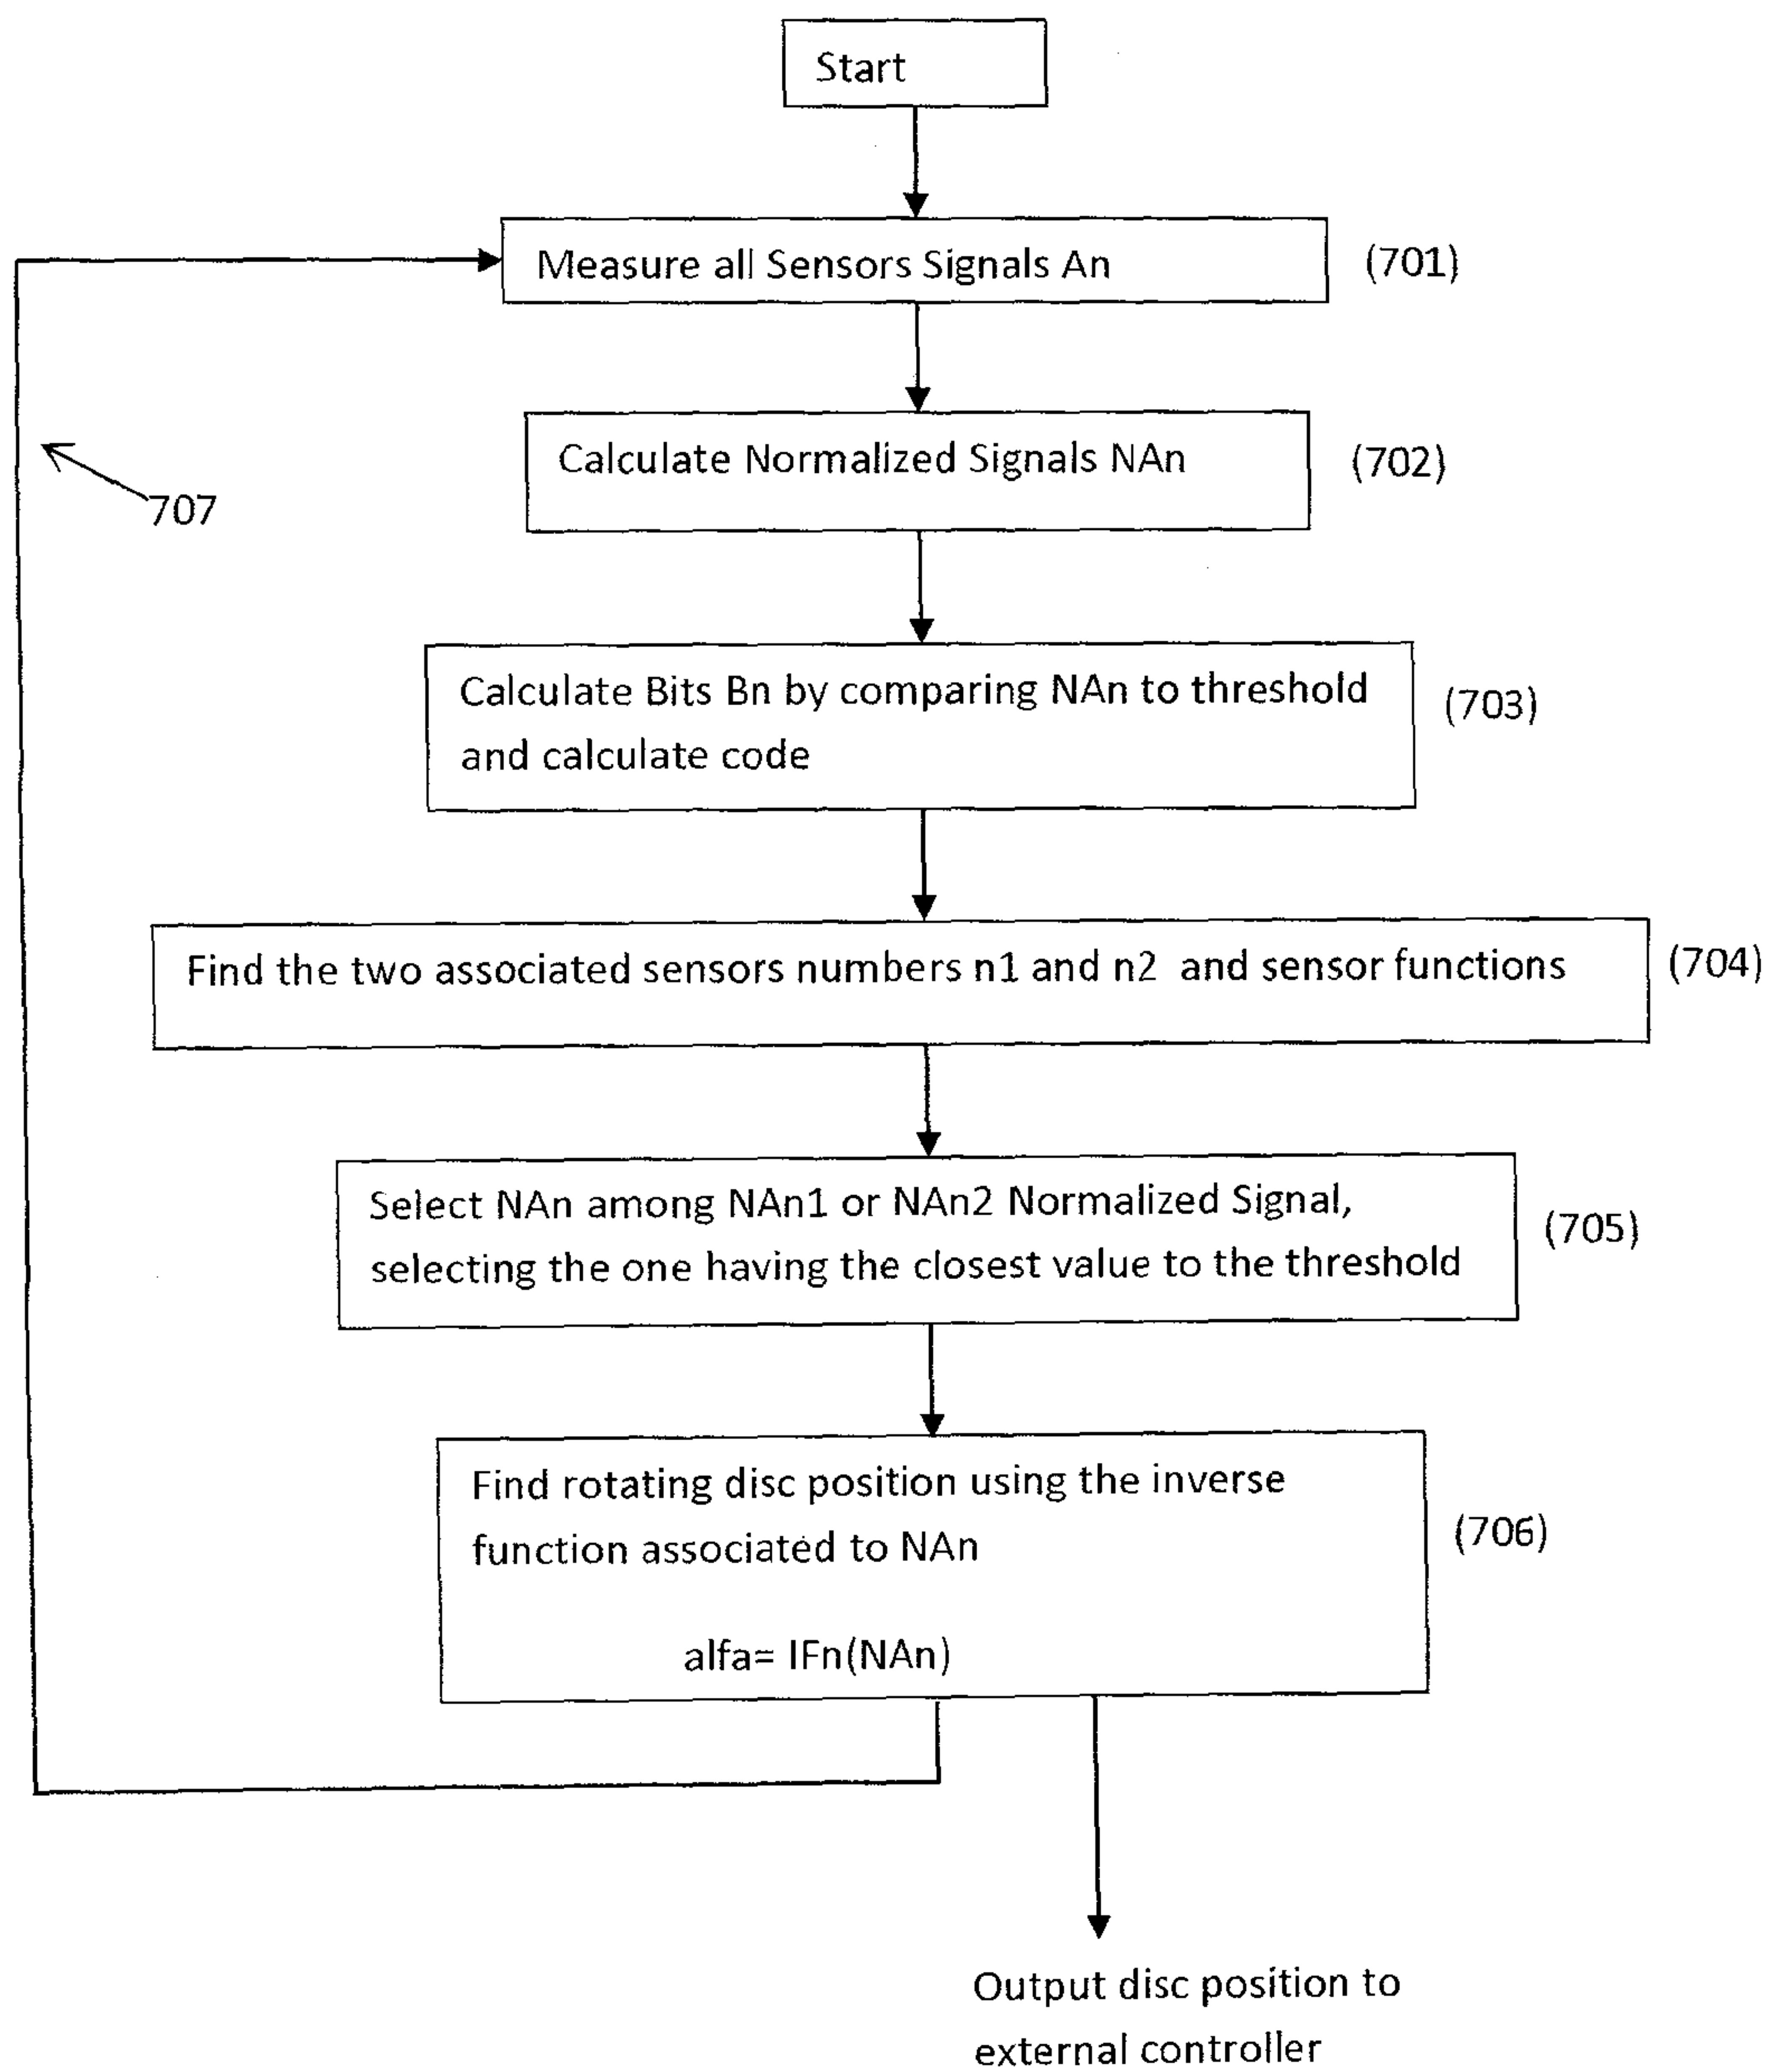 Start
Measure all Sensors Signals An
(701)
Calculate Normalized Signals NAn
(702)
707
Calculate Bits Bn by comparing NAn to threshold
and calculate code
(703)
Find the two associated sensors numbers n1 and n2 and sensor functions
(704)
Select NAn among NAn1 or NAn2 Normalized Signal,
selecting the one having the closest value to the threshold
(705)
Find rotating disc position using the inverse
function associated to NAn
(706)
alfa= IFn(NAn)
Output disc position to
external controller